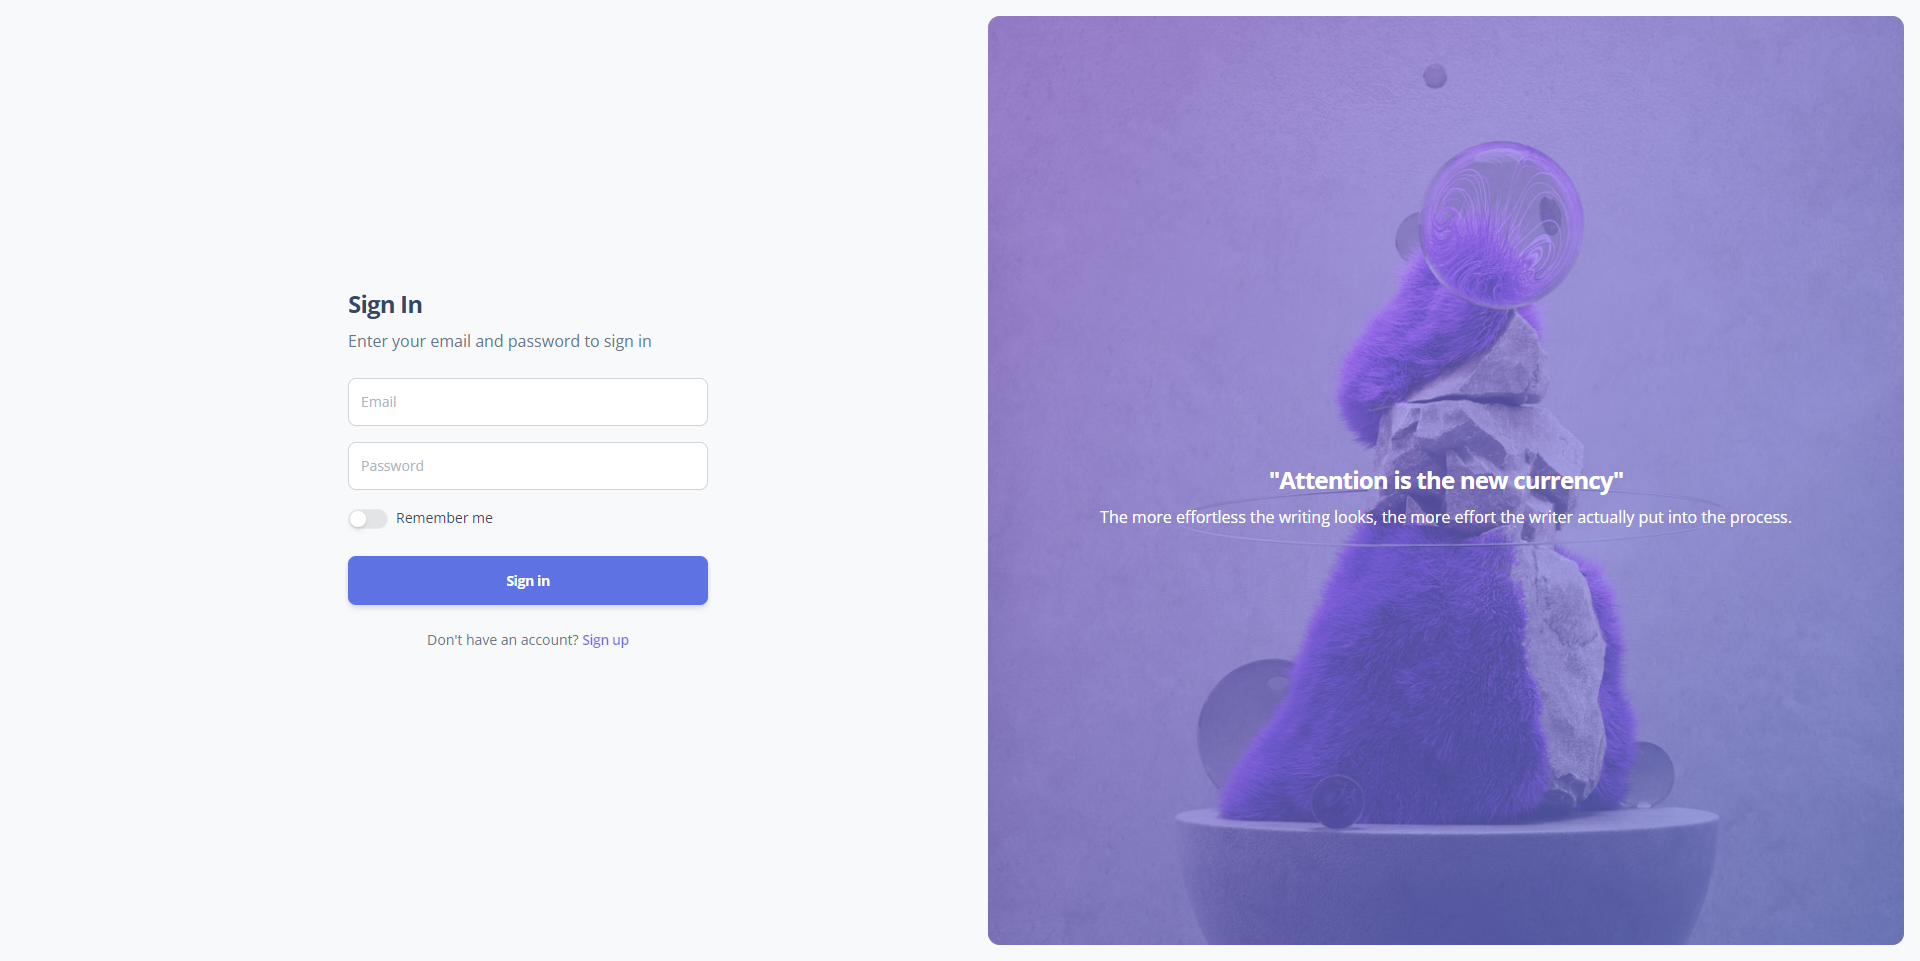 Sign In
Enter your email and password to sign in
Email
Password
Remember me
Sign in
Don't have an account? Sign up
"Attention is the new currency"
The more effortless the writing looks, the more effort the writer actually put into the process.